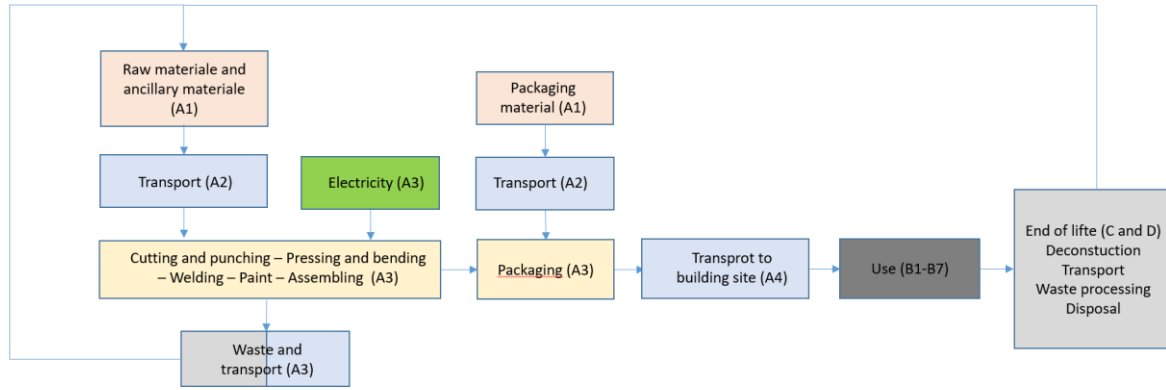 Raw materiale and
ancillary materiale
(A1)
Packaging
material (A1)
Transport (A2)
Electricity (A3)
Transport (A2)
Cutting and punching – Pressing and bending
– Welding – Paint – Assembling  (A3)
Packaging (A3)
Transprot to
building site (A4)
Use (B1-B7)
End of lifte (C and D)
Deconstuction
Transport
Waste processing
Disposal
Waste and
transport (A3)